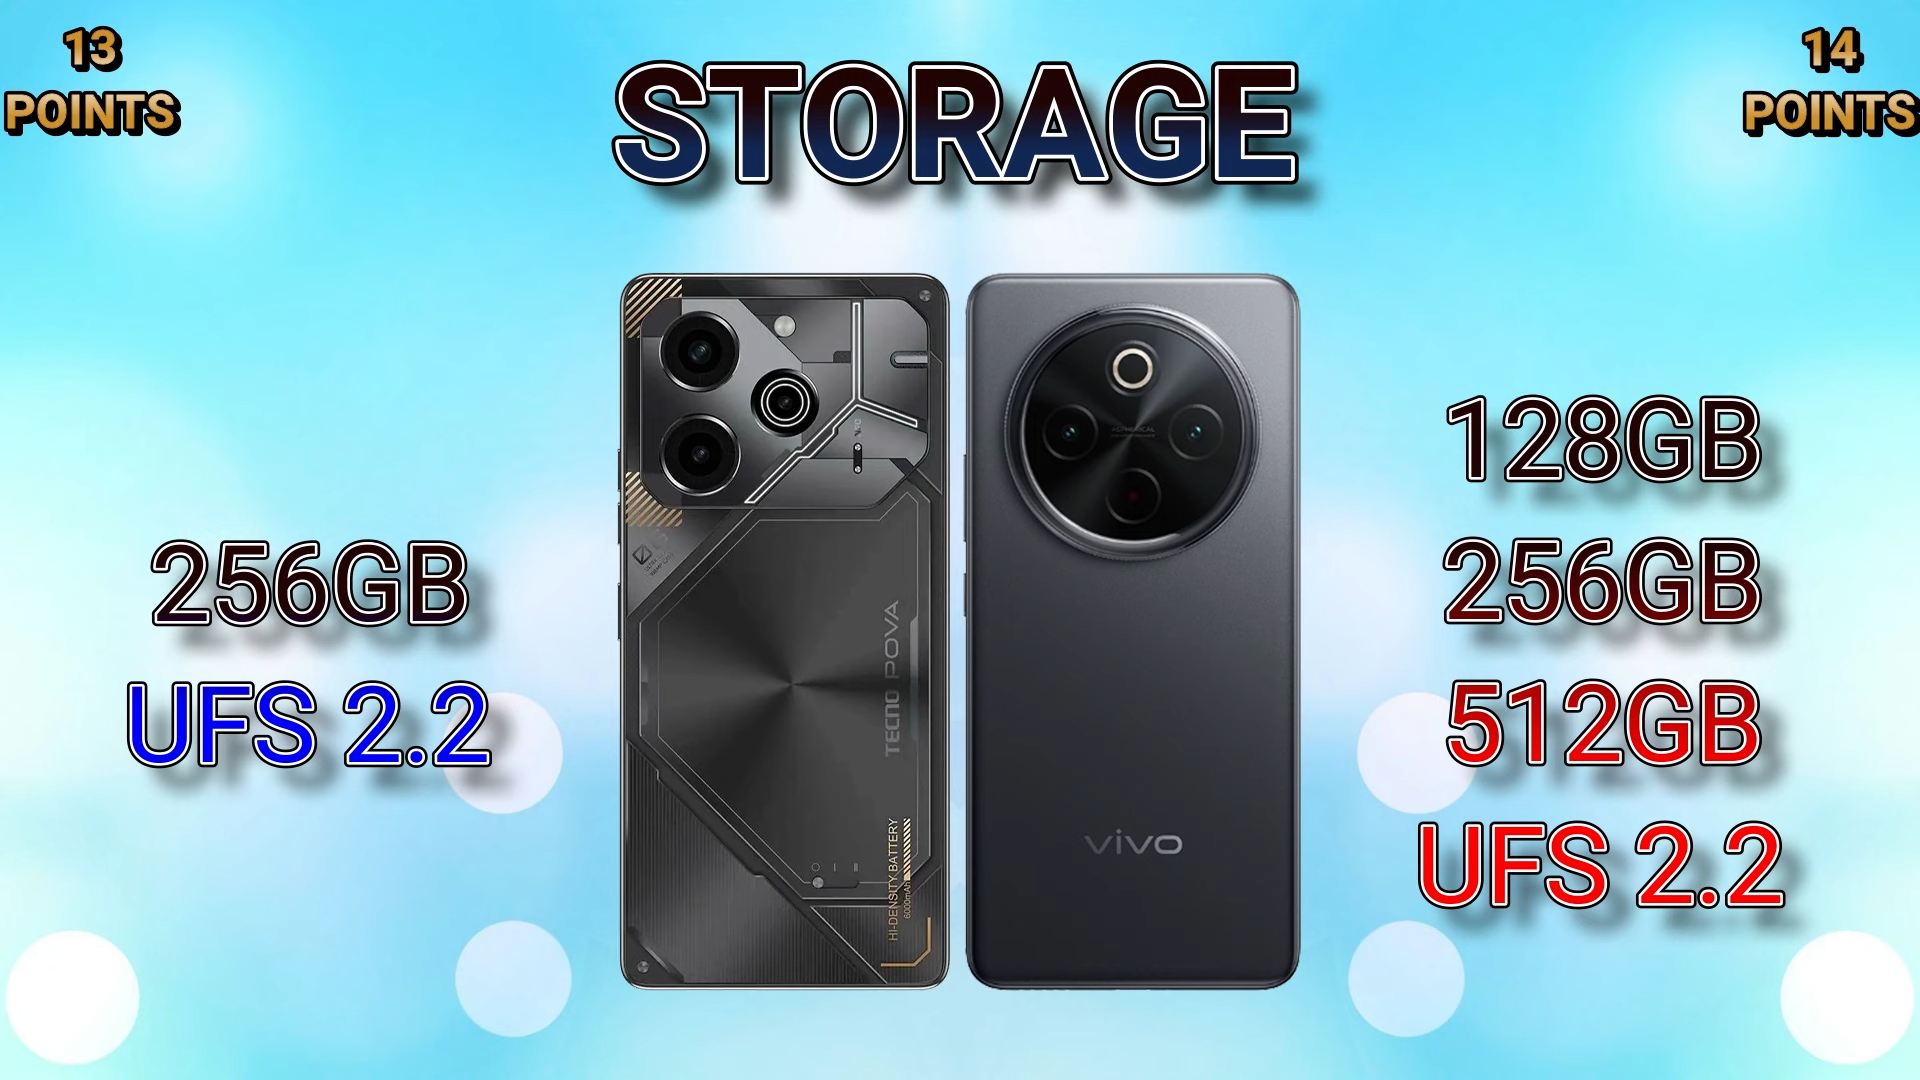 13
POINTS
14
POINTS
STORAGE
256GB
UFS 2.2
TECNO POVA
HI-DENSITY BATTERY
6000mAh
vivo
128GB
256GB
512GB
UFS 2.2